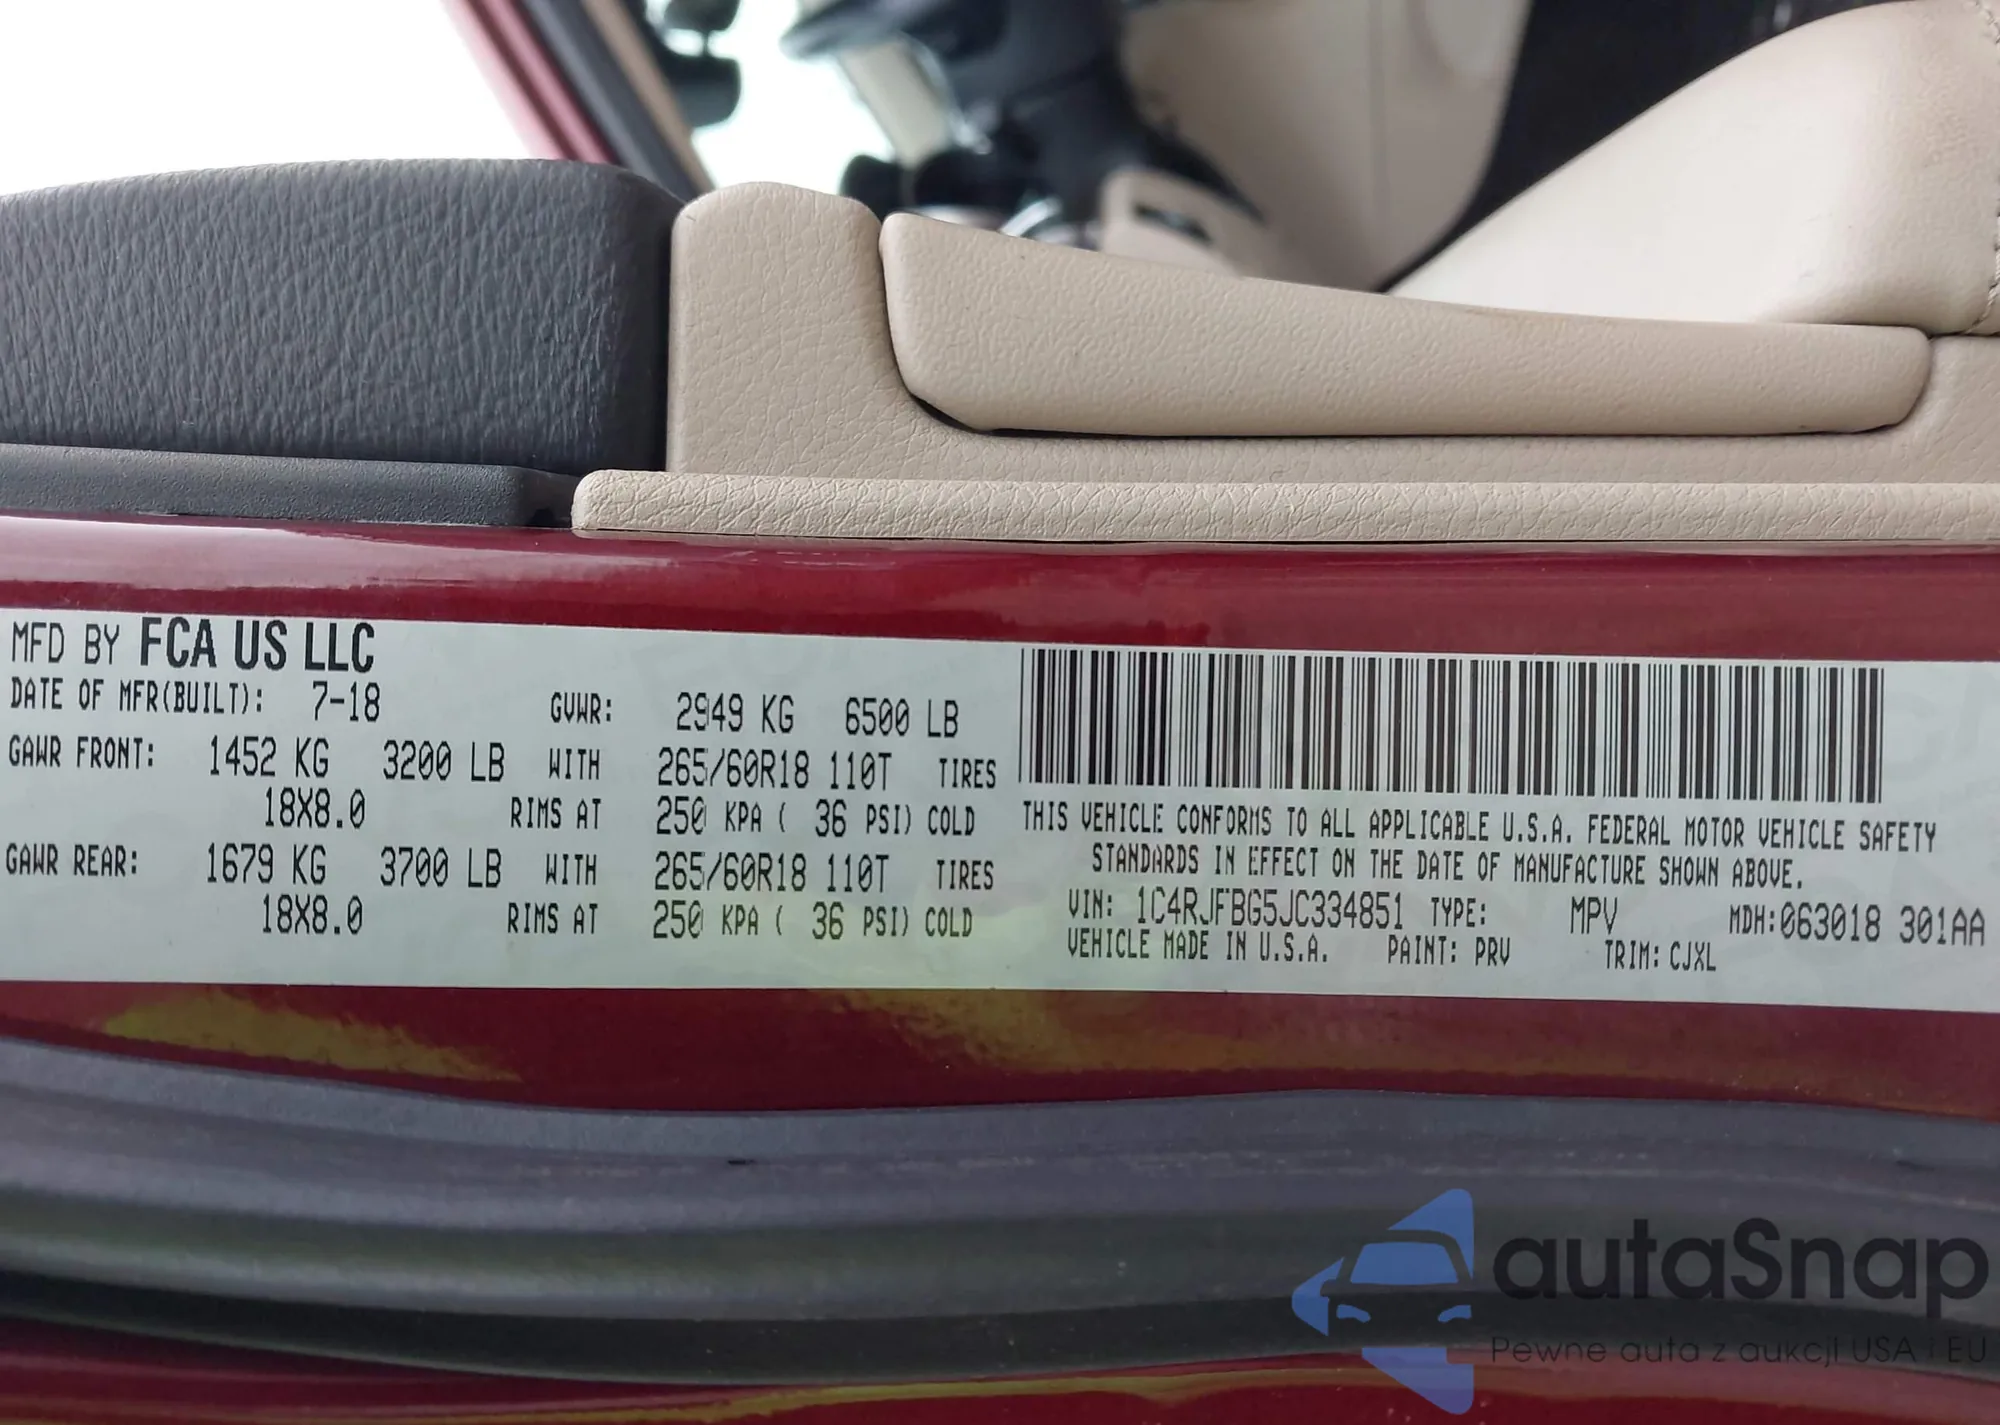 MFD BY FCA US LLC
DATE OF MFR(BUILT): 7-18 GVWR: 2949 KG 6500 LB
GAWR FRONT: 1452 KG 3200 LB WITH 265/60R18 110T TIRES
18X8.0 RIMS AT 250 KPA ( 36 PSI) COLD
GAWR REAR: 1679 KG 3700 LB WITH 265/60R18 110T TIRES
18X8.0 RIMS AT 250 KPA ( 36 PSI) COLD
THIS VEHICLE CONFORMS TO ALL APPLICABLE U.S.A. FEDERAL MOTOR VEHICLE SAFETY
STANDARDS IN EFFECT ON THE DATE OF MANUFACTURE SHOWN ABOVE.
VIN: 1C4RJFBG5JC334851 TYPE: MPV MDH:063018 301AA
VEHICLE MADE IN U.S.A. PAINT: PRV TRIM: CJXL
autaSnap
Pewne auta z aukcji USA i EU